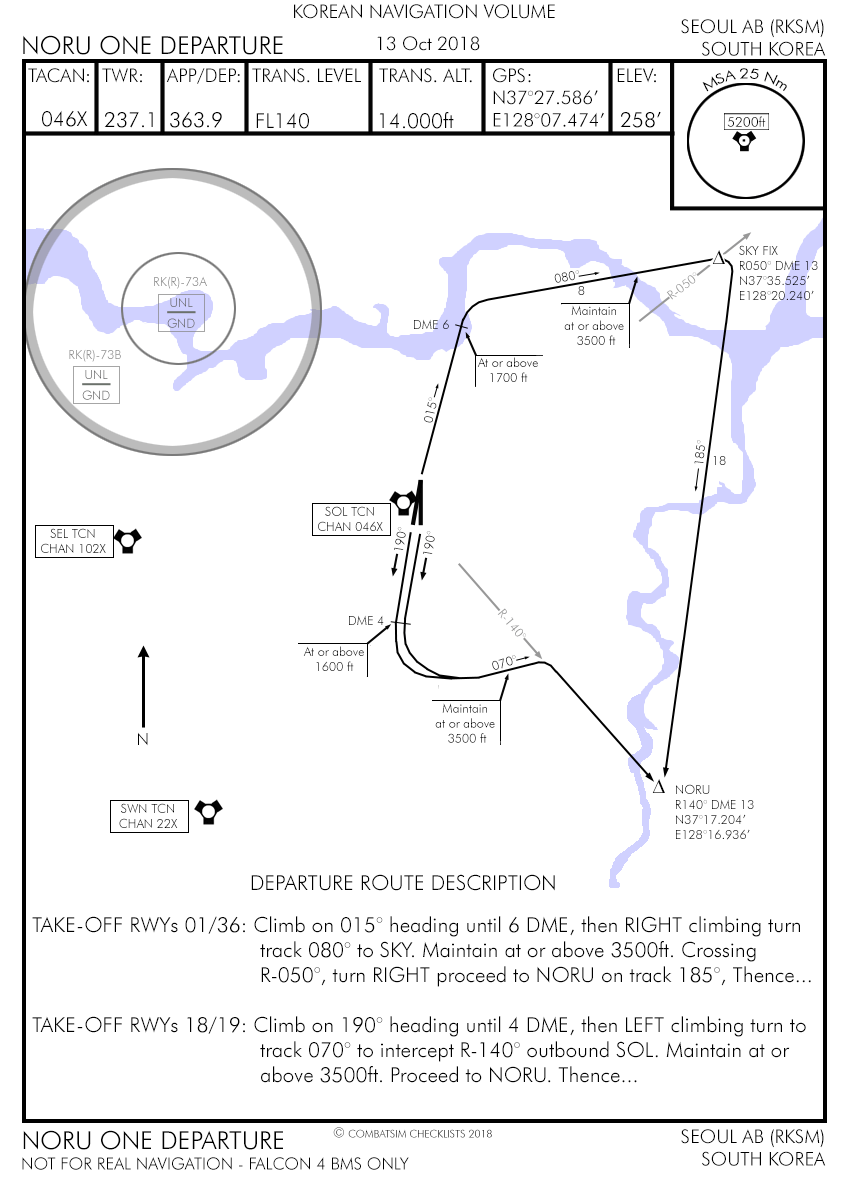 KOREAN NAVIGATION VOLUME
NORU ONE DEPARTURE
13 Oct 2018
SEOUL AB (RKSM)
SOUTH KOREA
TACAN:
046X
TWR:
237.1
APP/DEP:
363.9
TRANS. LEVEL
FL140
TRANS. ALT.
14.000ft
GPS:
N37°27.586’
E128°07.474’
ELEV:
258’
MSA 25 Nm
5200ft
RK(R)-73A
UNL
GND
RK(R)-73B
UNL
GND
SKY FIX
R050° DME 13
N37°35.525’
E128°20.240’
080°
8
R-050°
Maintain
at or above
3500 ft
DME 6
At or above
1700 ft
015°
185°
18
SOL TCN
CHAN 046X
SEL TCN
CHAN 102X
190°
190°
R-140°
DME 4
At or above
1600 ft
070°
Maintain
at or above
3500 ft
N
NORU
R140° DME 13
N37°17.204’
E128°16.936’
SWN TCN
CHAN 22X
DEPARTURE ROUTE DESCRIPTION
TAKE-OFF RWYs 01/36: Climb on 015° heading until 6 DME, then RIGHT climbing turn
track 080° to SKY. Maintain at or above 3500ft. Crossing
R-050°, turn RIGHT proceed to NORU on track 185°, Thence...
TAKE-OFF RWYs 18/19: Climb on 190° heading until 4 DME, then LEFT climbing turn to
track 070° to intercept R-140° outbound SOL. Maintain at or
above 3500ft. Proceed to NORU. Thence...
NORU ONE DEPARTURE
© COMBATSIM CHECKLISTS 2018
SEOUL AB (RKSM)
NOT FOR REAL NAVIGATION - FALCON 4 BMS ONLY
SOUTH KOREA